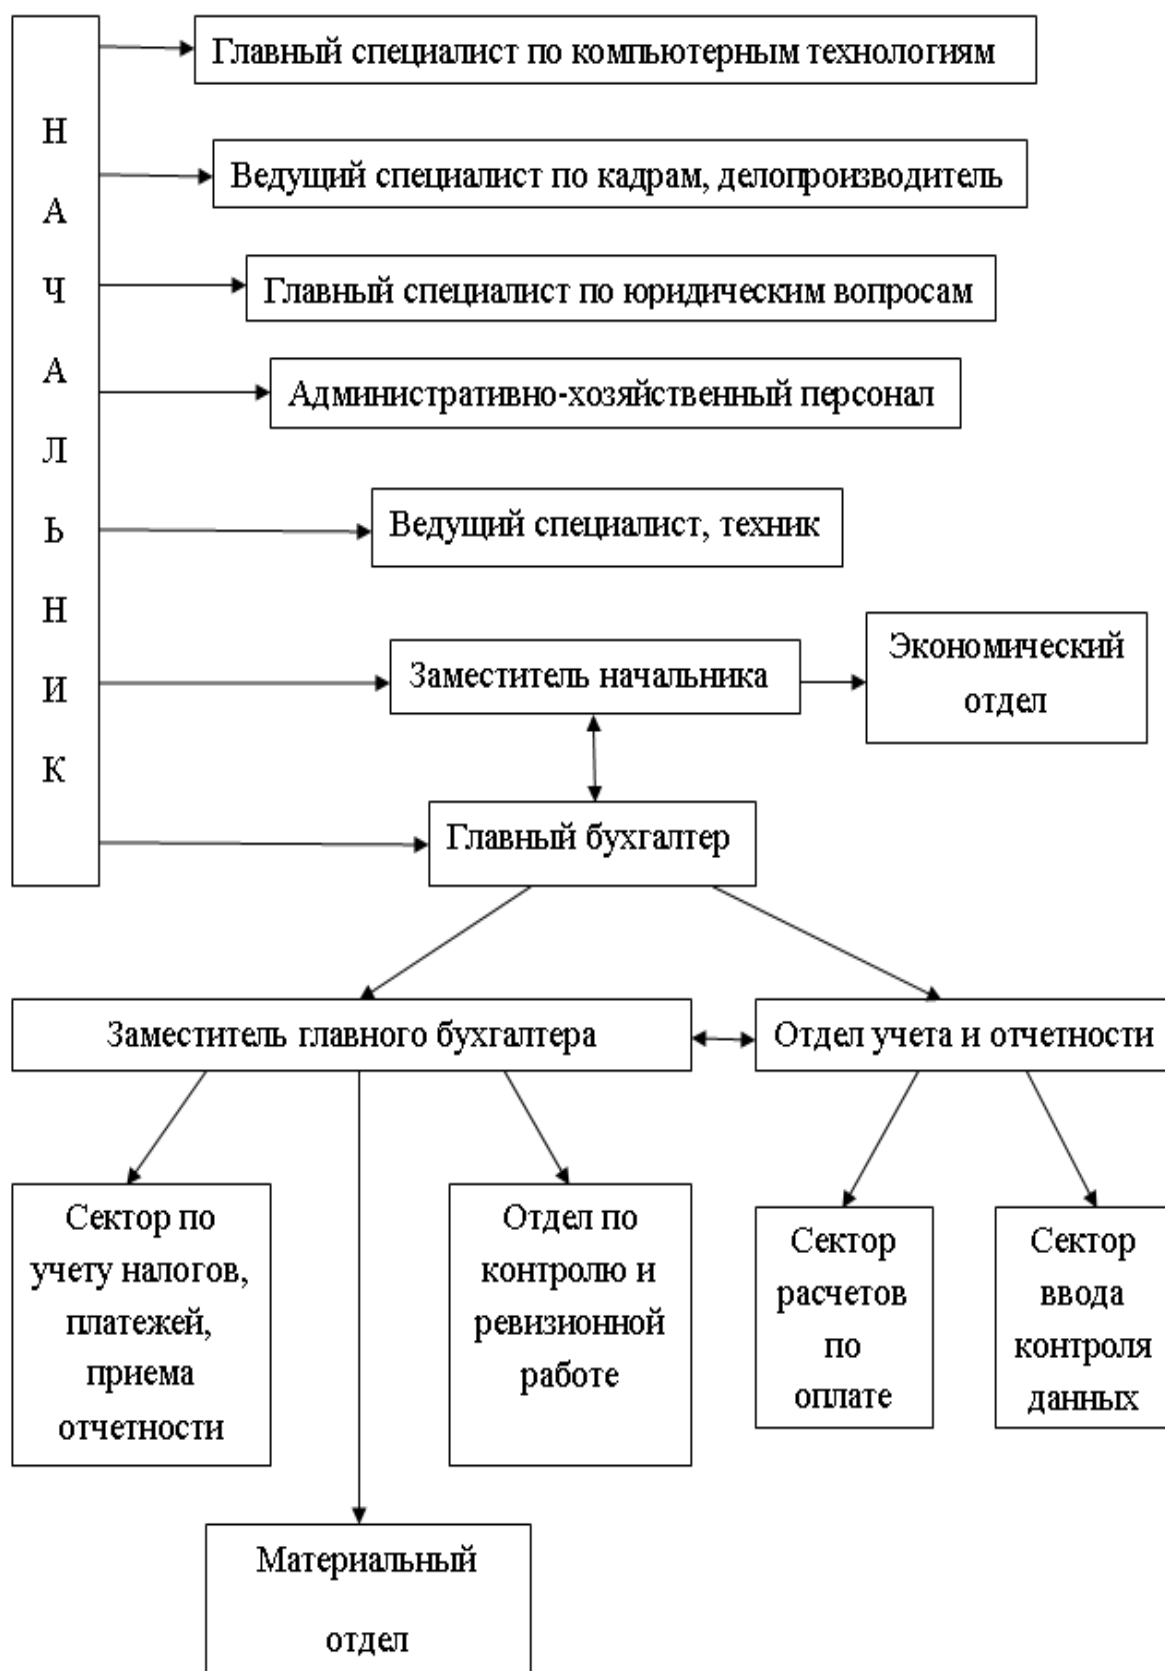 Н
А
Ч
А
Л
Ь
Н
И
К
Главный специалист по компьютерным технологиям
Ведущий специалист по кадрам, делопроизводитель
Главный специалист по юридическим вопросам
Административно-хозяйственный персонал
Ведущий специалист, техник
Заместитель начальника
Экономический
отдел
Главный бухгалтер
Заместитель главного бухгалтера
Отдел учета и отчетности
Сектор по
учету налогов,
платежей,
приема
отчетности
Отдел по
контролю и
ревизионной
работе
Сектор
расчетов
по
оплате
Сектор
ввода
контроля
данных
Материальный
отдел